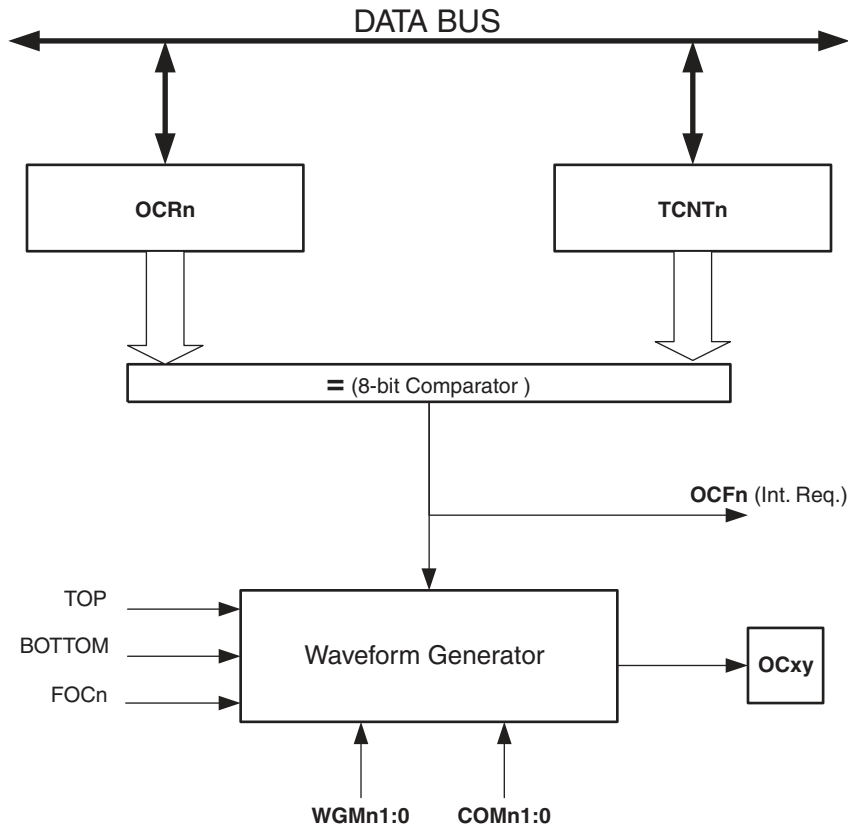 DATA BUS
OCRn
TCNTn
= (8-bit Comparator )
OCFn (Int. Req.)
TOP
BOTTOM
FOCn
Waveform Generator
OCxy
WGMn1:0
COMn1:0